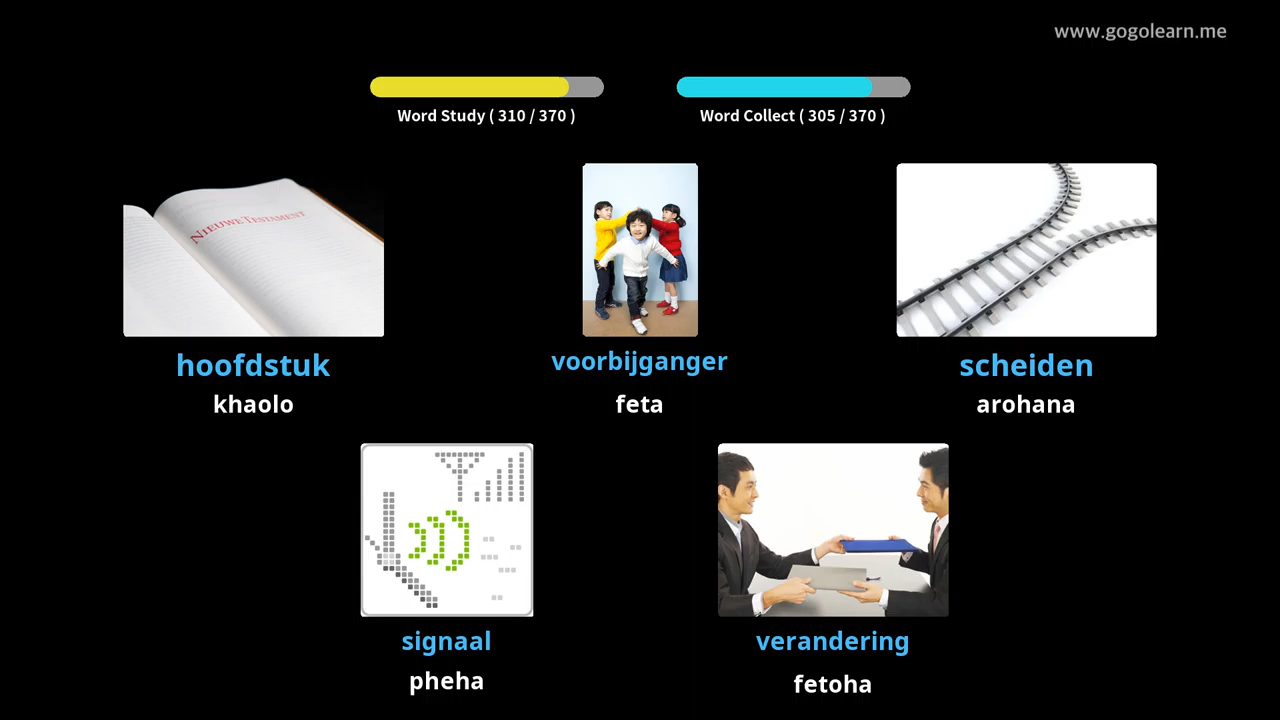 www.gogolearn.me
Word Study ( 310 / 370 )
Word Collect ( 305 / 370 )
NIEUWE TESTAMENT
hoofdstuk
khaolo
voorbijganger
feta
scheiden
arohana
signaal
pheha
verandering
fetoha